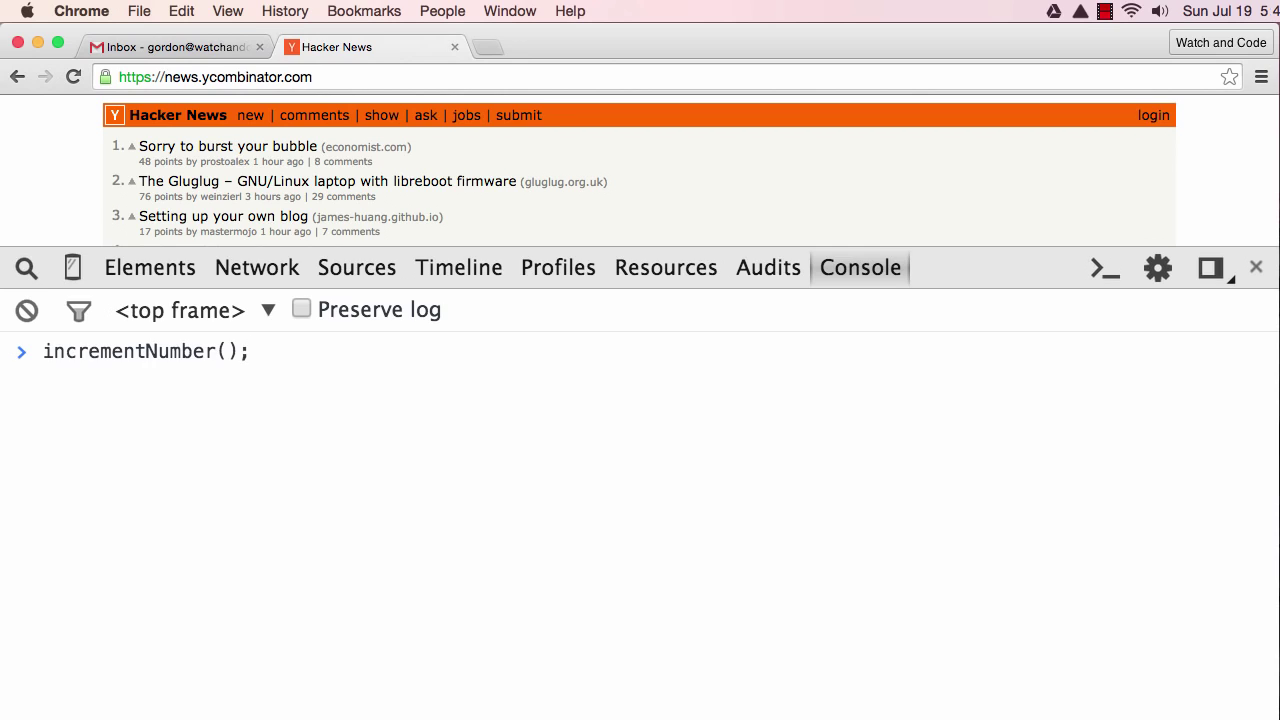 Chrome File Edit View History Bookmarks People Window Help Sun Jul 19 5 4
Inbox - gordon@watchand Hacker News Watch and Code
https://news.ycombinator.com
Y Hacker News new | comments | show | ask | jobs | submit login
1. Sorry to burst your bubble (economist.com)
48 points by prostoalex 1 hour ago | 8 comments
2. The Gluglug – GNU/Linux laptop with libreboot firmware (gluglug.org.uk)
76 points by weinzierl 3 hours ago | 29 comments
3. Setting up your own blog (james-huang.github.io)
17 points by mastermojo 1 hour ago | 7 comments
Elements Network Sources Timeline Profiles Resources Audits Console
<top frame> Preserve log
incrementNumber();